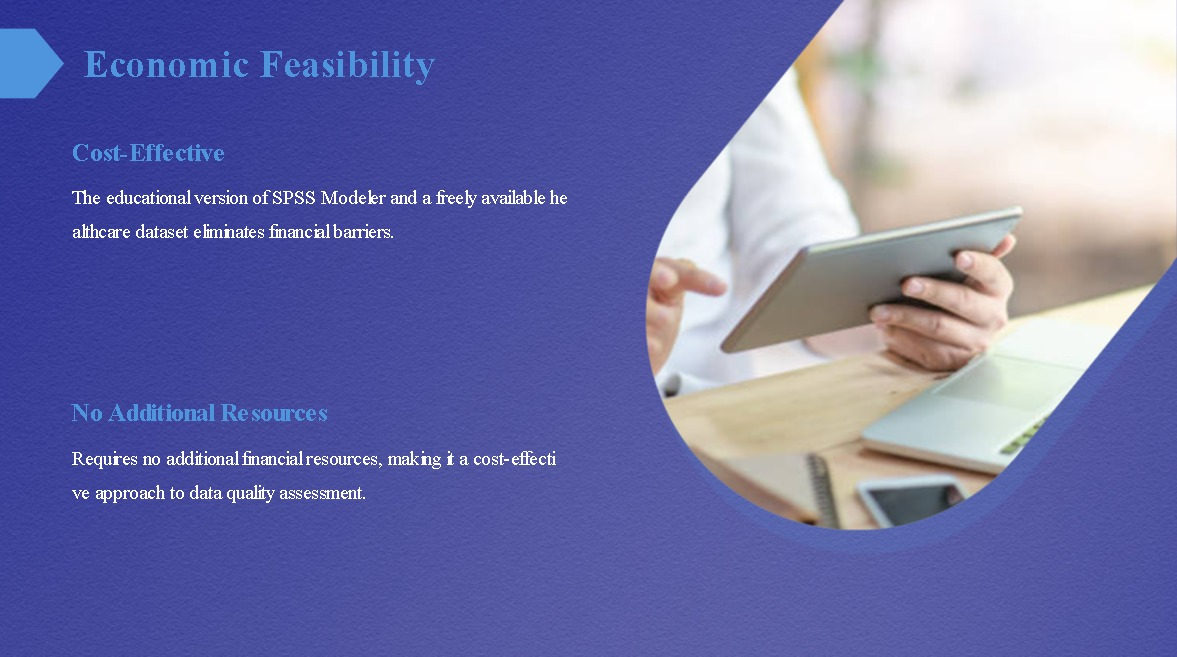 Economic Feasibility
Cost-Effective
The educational version of SPSS Modeler and a freely available he
althcare dataset eliminates financial barriers.
No Additional Resources
Requires no additional financial resources, making it a cost-effecti
ve approach to data quality assessment.